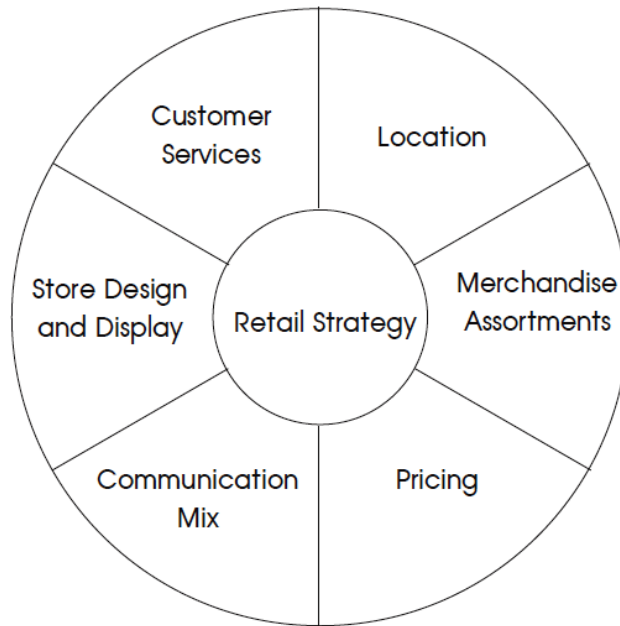 Customer
Services
Location
Store Design
and Display
Retail Strategy
Merchandise
Assortments
Communication
Mix
Pricing